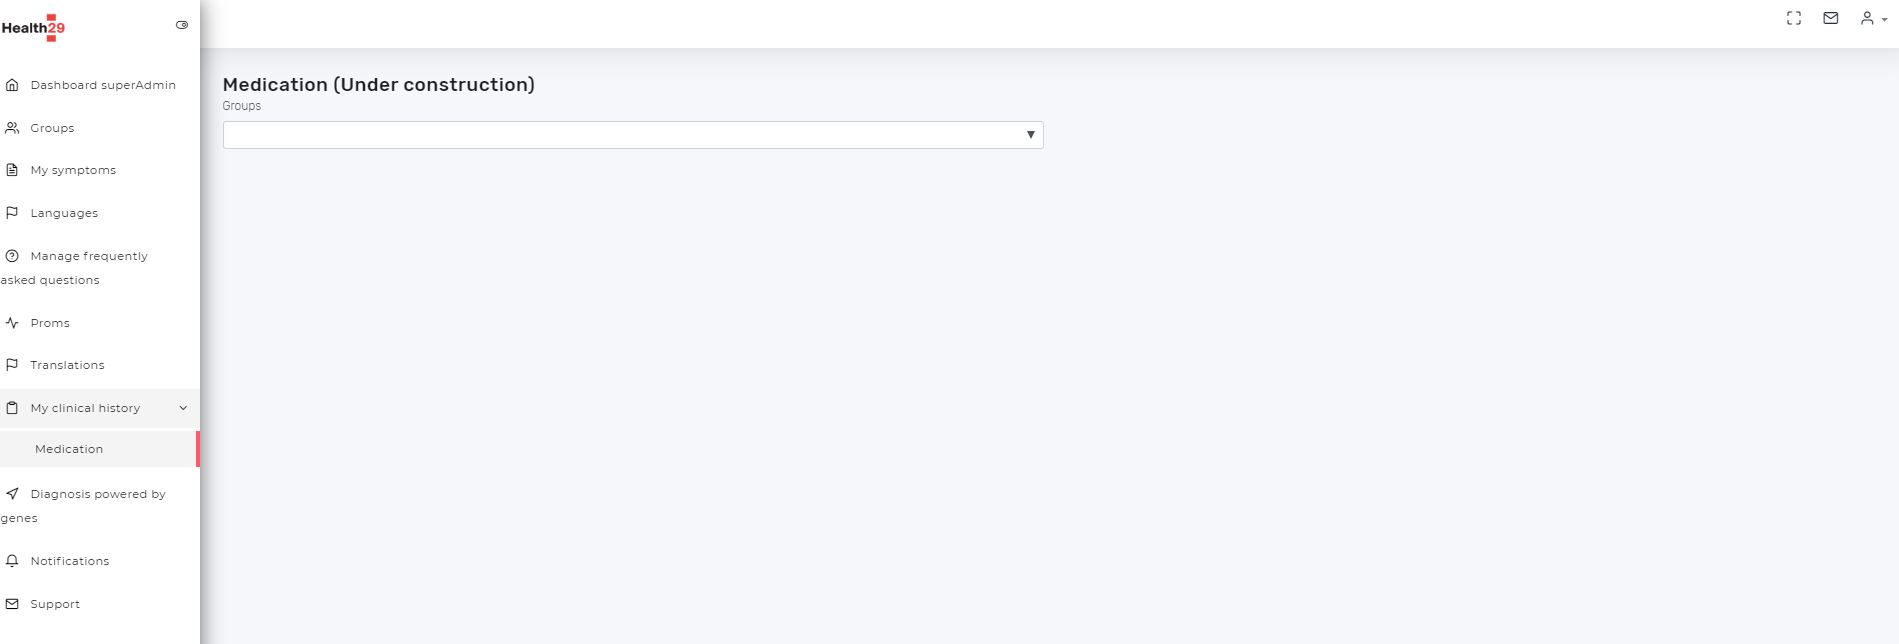 Health29
Dashboard superAdmin
Groups
My symptoms
Languages
Manage frequently
asked questions
Proms
Translations
My clinical history
Medication
Diagnosis powered by
genes
Notifications
Support
Medication (Under construction)
Groups